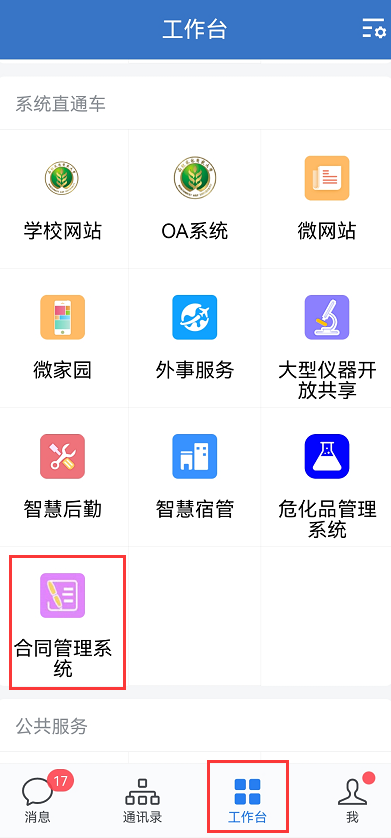 工作台
系统直通车
学校网站
OA系统
微网站
微家园
外事服务
大型仪器开
放共享
智慧后勤
智慧宿管
危化品管理
系统
合同管理系
统
公共服务
17
消息
通讯录
工作台
我